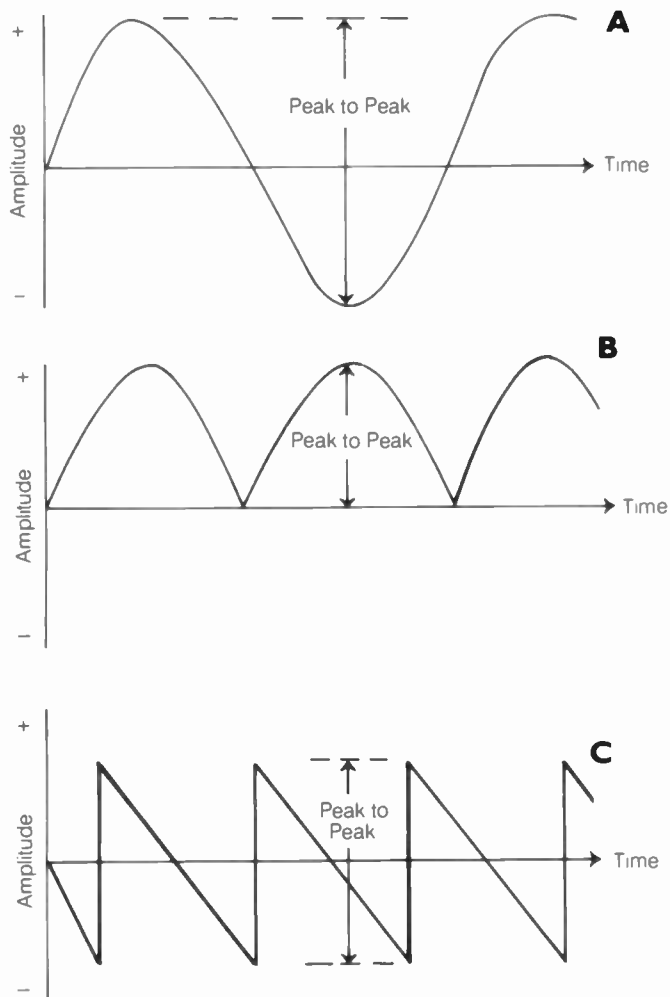 A
+
Peak to Peak
Time
Amplitude
–
B
+
Peak to Peak
Time
Amplitude
–
C
+
Peak to
Peak
Time
Amplitude
–